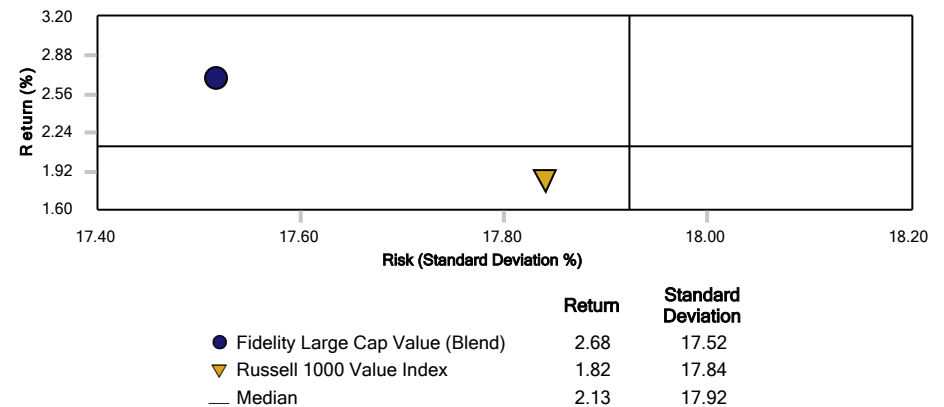 3.20
2.88
2.56
2.24
1.92
1.60
Return (%)
17.40 17.60 17.80 18.00 18.20
Risk (Standard Deviation %)
Return Standard Deviation
Fidelity Large Cap Value (Blend) 2.68 17.52
Russell 1000 Value Index 1.82 17.84
Median 2.13 17.92